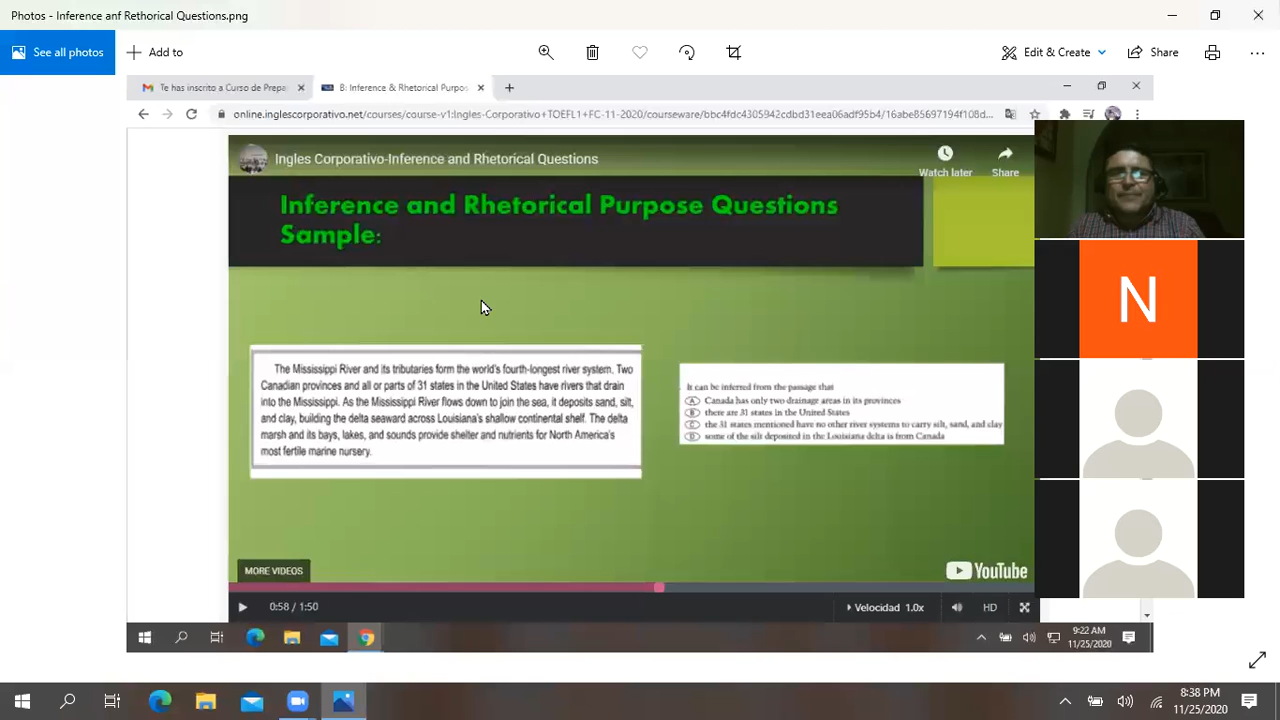 Photos - Inference anf Rethorical Questions.png
See all photos
Add to
Edit & Create
Share
Te has inscrito a Curso de Prepa
B: Inference & Rhetorical Purpos
online.inglescorporativo.net/courses/course-v1:Ingles-Corporativo+TOEFL1+FC-11-2020/courseware/bbc4fdc4305942cdbd31eea06adf95b4/16abe85697194f108d...
Ingles Corporativo-Inference and Rhetorical Questions
Watch later
Share
Inference and Rhetorical Purpose Questions
Sample:
The Mississippi River and its tributaries form the world's fourth-longest river system. Two
Canadian provinces and all or parts of 31 states in the United States have rivers that drain
into the Mississippi. As the Mississippi River flows down to join the sea, it deposits sand, silt,
and clay, building the delta seaward across Louisiana's shallow continental shelf. The delta
marsh and its bays, lakes, and sounds provide shelter and nutrients for North America's
most fertile marine nursery.
It can be inferred from the passage that
A Canada has only two drainage areas in its provinces
B there are 31 states in the United States
C the 31 states mentioned have no other river systems to carry silt, sand, and clay
D some of the silt deposited in the Louisiana delta is from Canada
N
MORE VIDEOS
YouTube
0:58 / 1:50
Velocidad 1.0x
HD
9:22 AM
11/25/2020
8:38 PM
11/25/2020